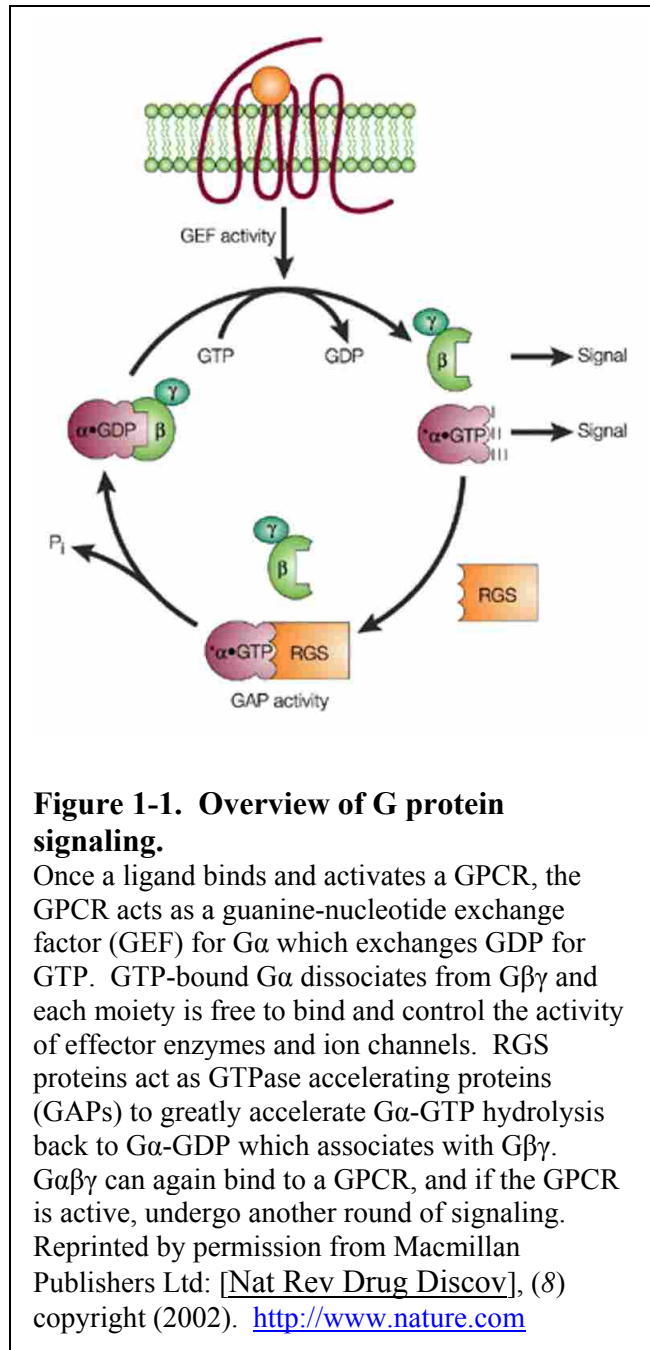 GEF activity
GTP
GDP
γ
β
Signal
α•GDP
β
γ
*α•GTP
I
II
III
Signal
Pi
γ
β
RGS
*α•GTP
RGS
GAP activity
Figure 1-1. Overview of G protein
signaling.
Once a ligand binds and activates a GPCR, the
GPCR acts as a guanine-nucleotide exchange
factor (GEF) for Gα which exchanges GDP for
GTP. GTP-bound Gα dissociates from Gβγ and
each moiety is free to bind and control the activity
of effector enzymes and ion channels. RGS
proteins act as GTPase accelerating proteins
(GAPs) to greatly accelerate Gα-GTP hydrolysis
back to Gα-GDP which associates with Gβγ.
Gαβγ can again bind to a GPCR, and if the GPCR
is active, undergo another round of signaling.
Reprinted by permission from Macmillan
Publishers Ltd: [Nat Rev Drug Discov], (8)
copyright (2002). http://www.nature.com